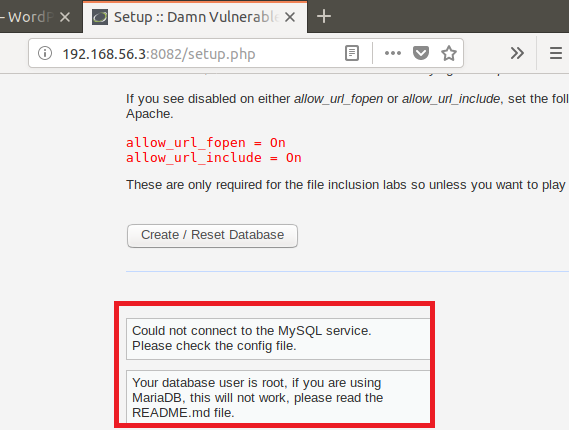 - WordP
Setup :: Damn Vulnerable
192.168.56.3:8082/setup.php
If you see disabled on either allow_url_fopen or allow_url_include, set the foll
Apache.
allow_url_fopen = On
allow_url_include = On
These are only required for the file inclusion labs so unless you want to play
Create / Reset Database
Could not connect to the MySQL service.
Please check the config file.
Your database user is root, if you are using
MariaDB, this will not work, please read the
README.md file.